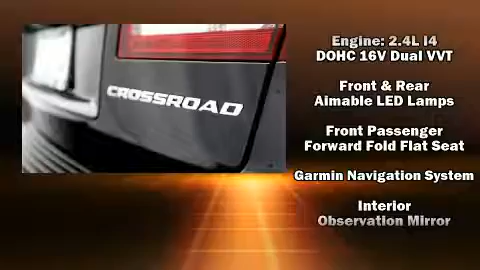 CROSSROAD
Engine: 2.4L I4
DOHC 16V Dual VVT
Front & Rear
Aimable LED Lamps
Front Passenger
Forward Fold Flat Seat
Garmin Navigation System
Interior
Observation Mirror